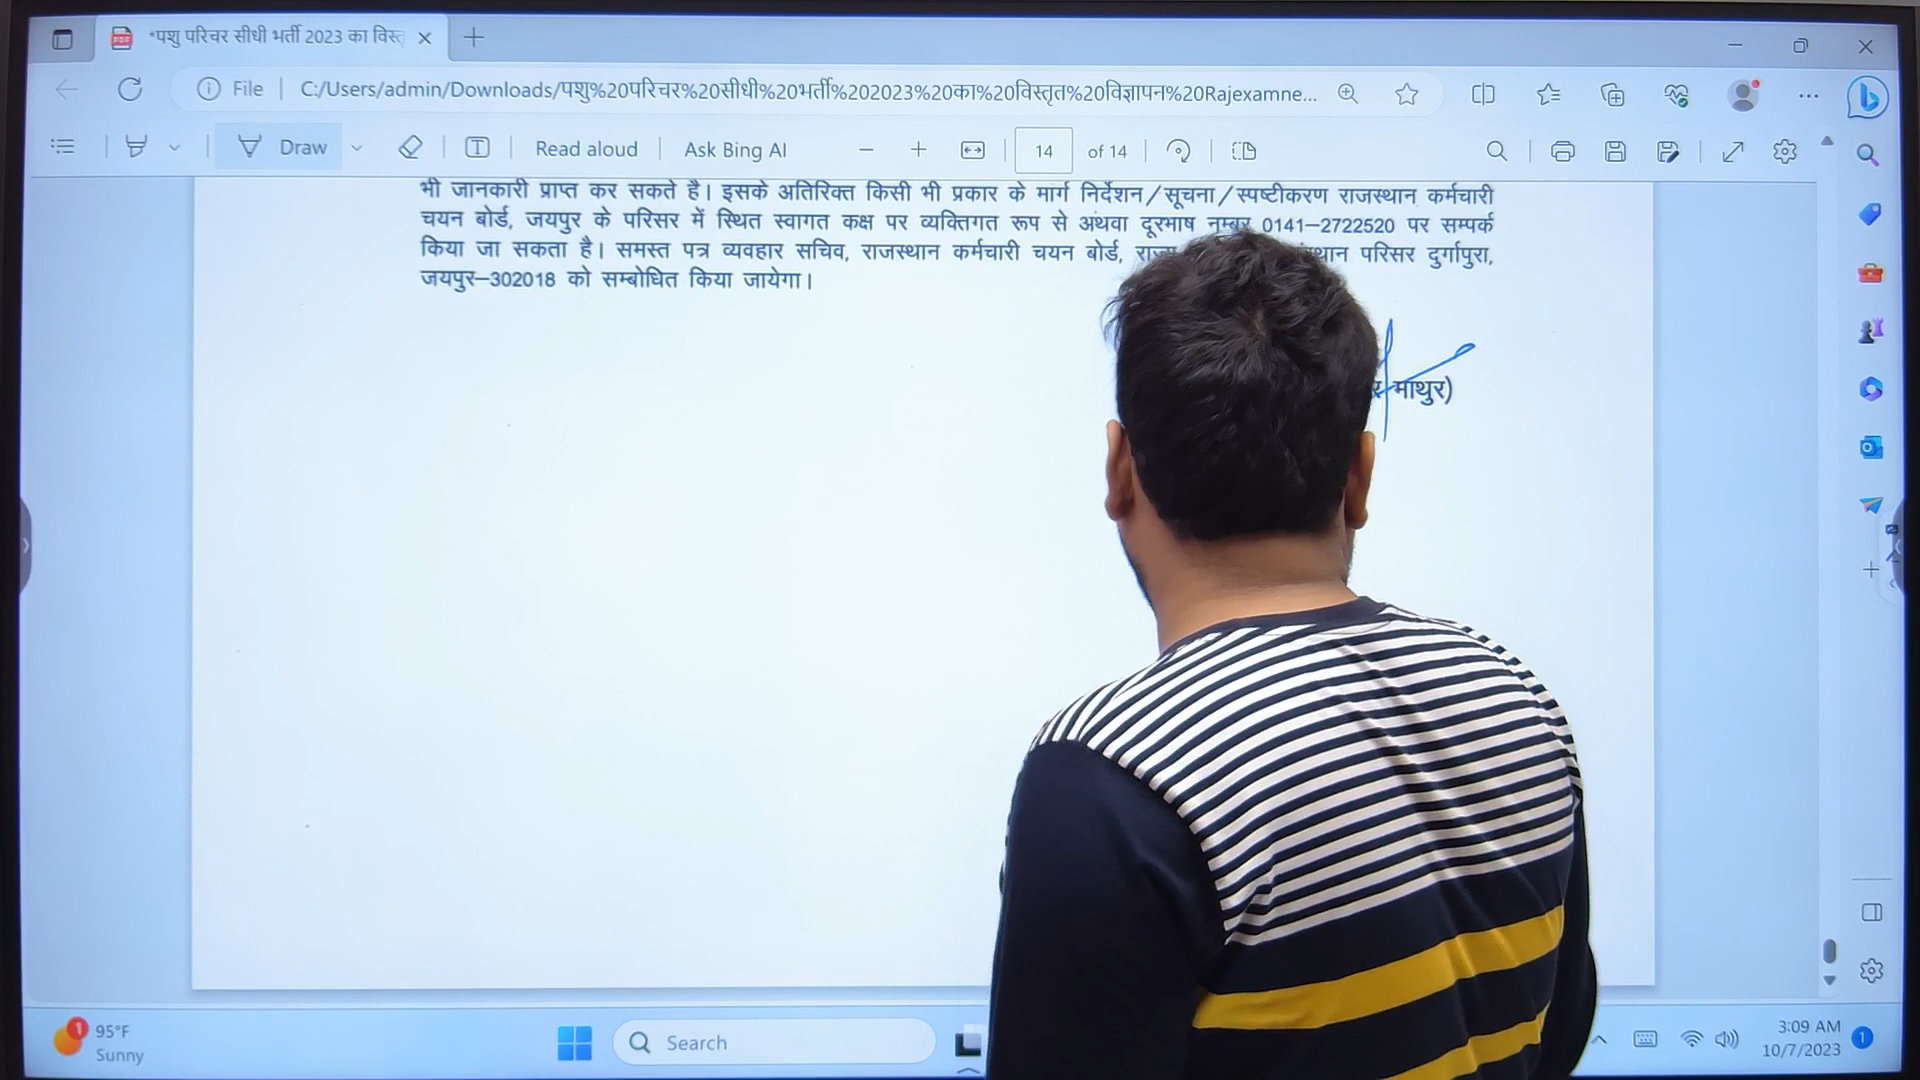 *पशु परिचर सीधी भर्ती 2023 का विस्तृ
File
C:/Users/admin/Downloads/पशु%20परिचर%20सीधी%20भर्ती%202023%20का%20विस्तृत%20विज्ञापन%20Rajexamne...
Draw
Read aloud
Ask Bing AI
14 of 14
भी जानकारी प्राप्त कर सकते है। इसके अतिरिक्त किसी भी प्रकार के मार्ग निर्देशन/सूचना/स्पष्टीकरण राजस्थान कर्मचारी
चयन बोर्ड, जयपुर के परिसर में स्थित स्वागत कक्ष पर व्यक्तिगत रूप से अथवा दूरभाष नम्बर 0141–2722520 पर सम्पर्क
किया जा सकता है। समस्त पत्र व्यवहार सचिव, राजस्थान कर्मचारी चयन बोर्ड, परिसर दुर्गापुरा,
जयपुर–302018 को सम्बोधित किया जायेगा।
माथुर)
1
95°F
Sunny
Search
3:09 AM
10/7/2023
1